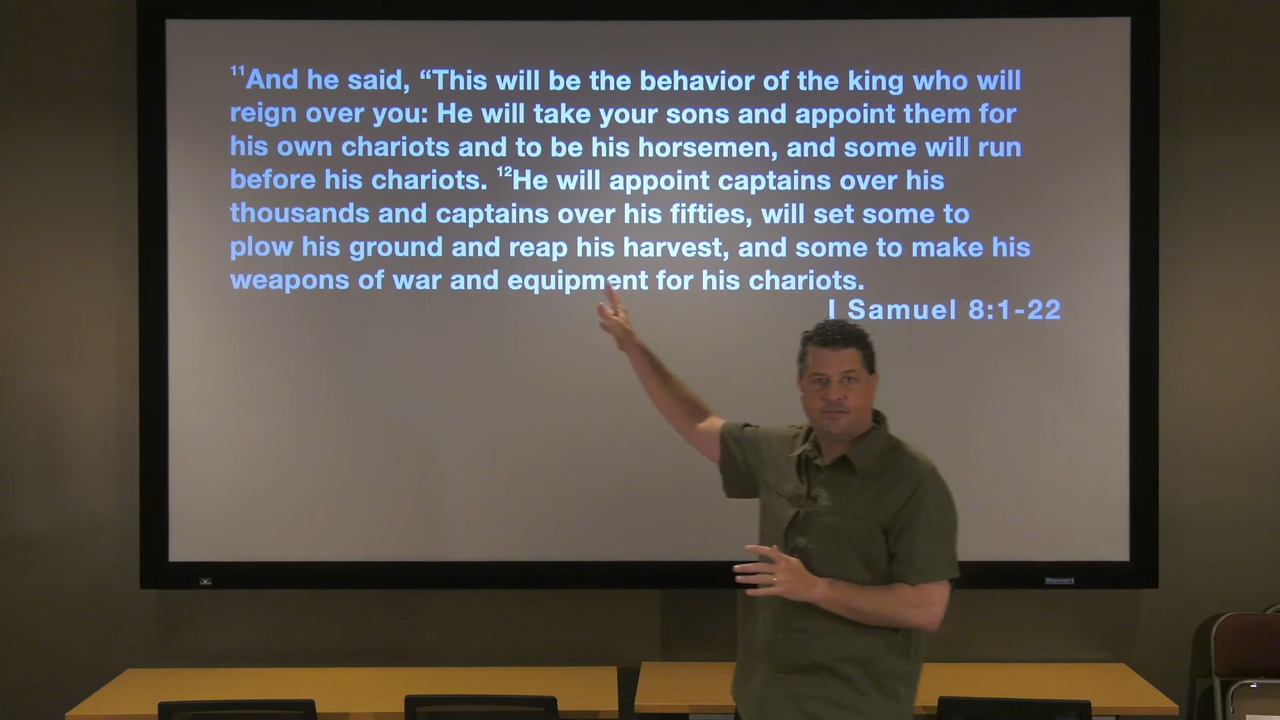 ¹¹And he said, “This will be the behavior of the king who will
reign over you: He will take your sons and appoint them for
his own chariots and to be his horsemen, and some will run
before his chariots. ¹²He will appoint captains over his
thousands and captains over his fifties, will set some to
plow his ground and reap his harvest, and some to make his
weapons of war and equipment for his chariots.
I Samuel 8:1-22
Stewart